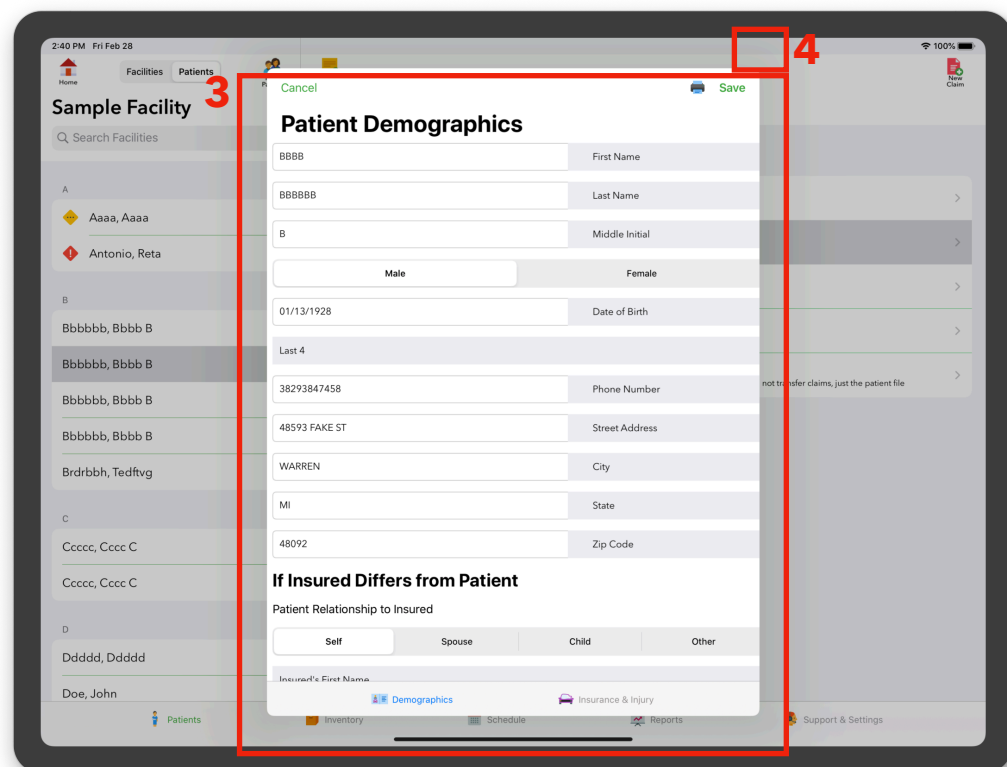 2:40 PM Fri Feb 28
100%
4
Home
Facilities Patients
New
Claim
3
Sample Facility
Search Facilities
A
Aaaa, Aaaa
Antonio, Reta
B
Bbbbbb, Bbbb B
Bbbbbb, Bbbb B
Bbbbbb, Bbbb B
Bbbbbb, Bbbb B
Brdrbbh, Tedftvg
C
Ccccc, Cccc C
Ccccc, Cccc C
D
Ddddd, Ddddd
Doe, John
Cancel
Save
Patient Demographics
BBBB First Name
BBBBBB Last Name
B Middle Initial
Male Female
01/13/1928 Date of Birth
Last 4
38293847458 Phone Number
48593 FAKE ST Street Address
WARREN City
MI State
48092 Zip Code
If Insured Differs from Patient
Patient Relationship to Insured
Self Spouse Child Other
Insured's First Name
Demographics Insurance & Injury
not transfer claims, just the patient file
Patients Inventory Schedule Reports Support & Settings